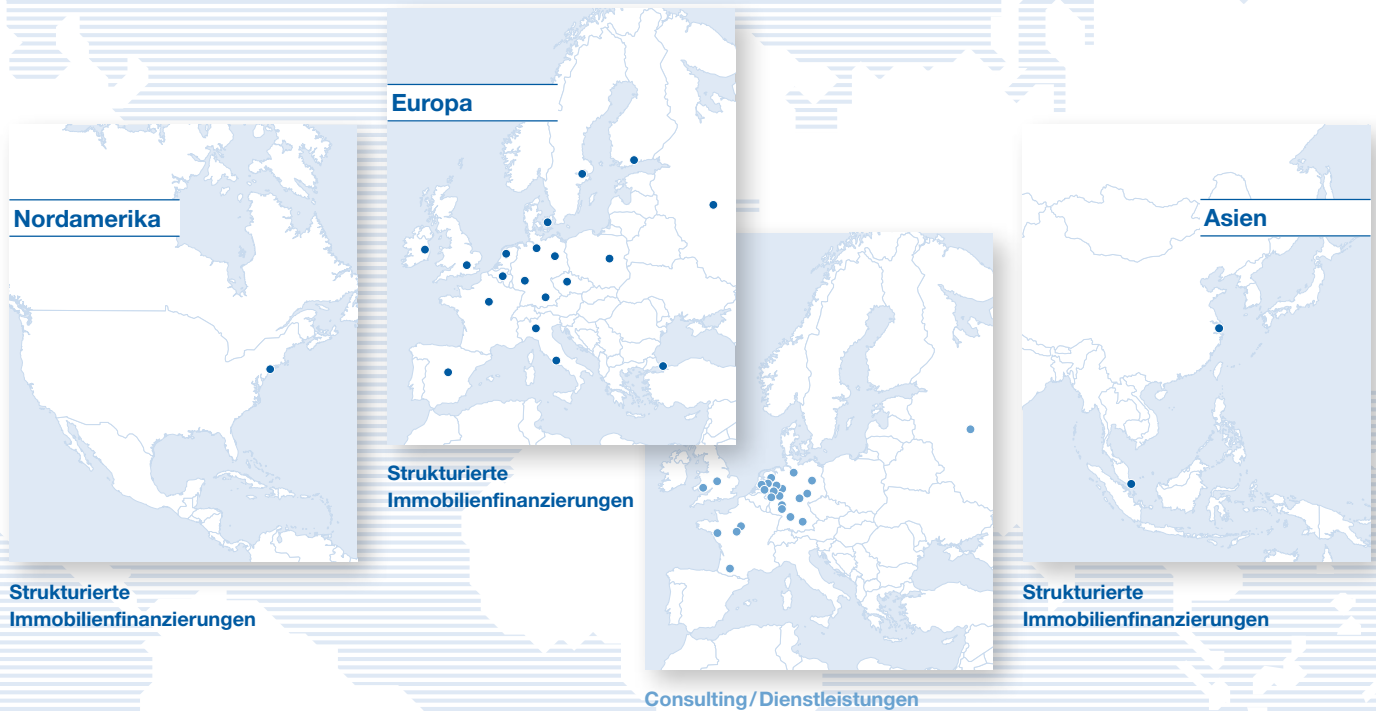 Europa
Nordamerika
Asien
Strukturierte
Immobilienfinanzierungen
Strukturierte
Immobilienfinanzierungen
Strukturierte
Immobilienfinanzierungen
Consulting/Dienstleistungen